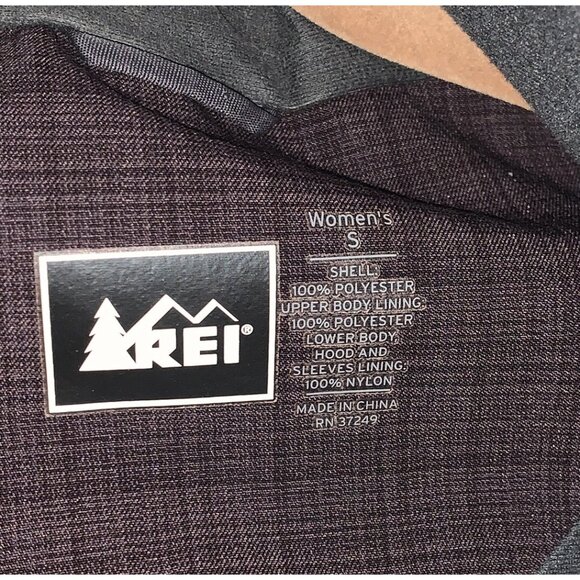 REI®
Women's
S
SHELL:
100% POLYESTER
UPPER BODY LINING:
100% POLYESTER
LOWER BODY,
HOOD AND
SLEEVES LINING:
100% NYLON
MADE IN CHINA
RN 37249